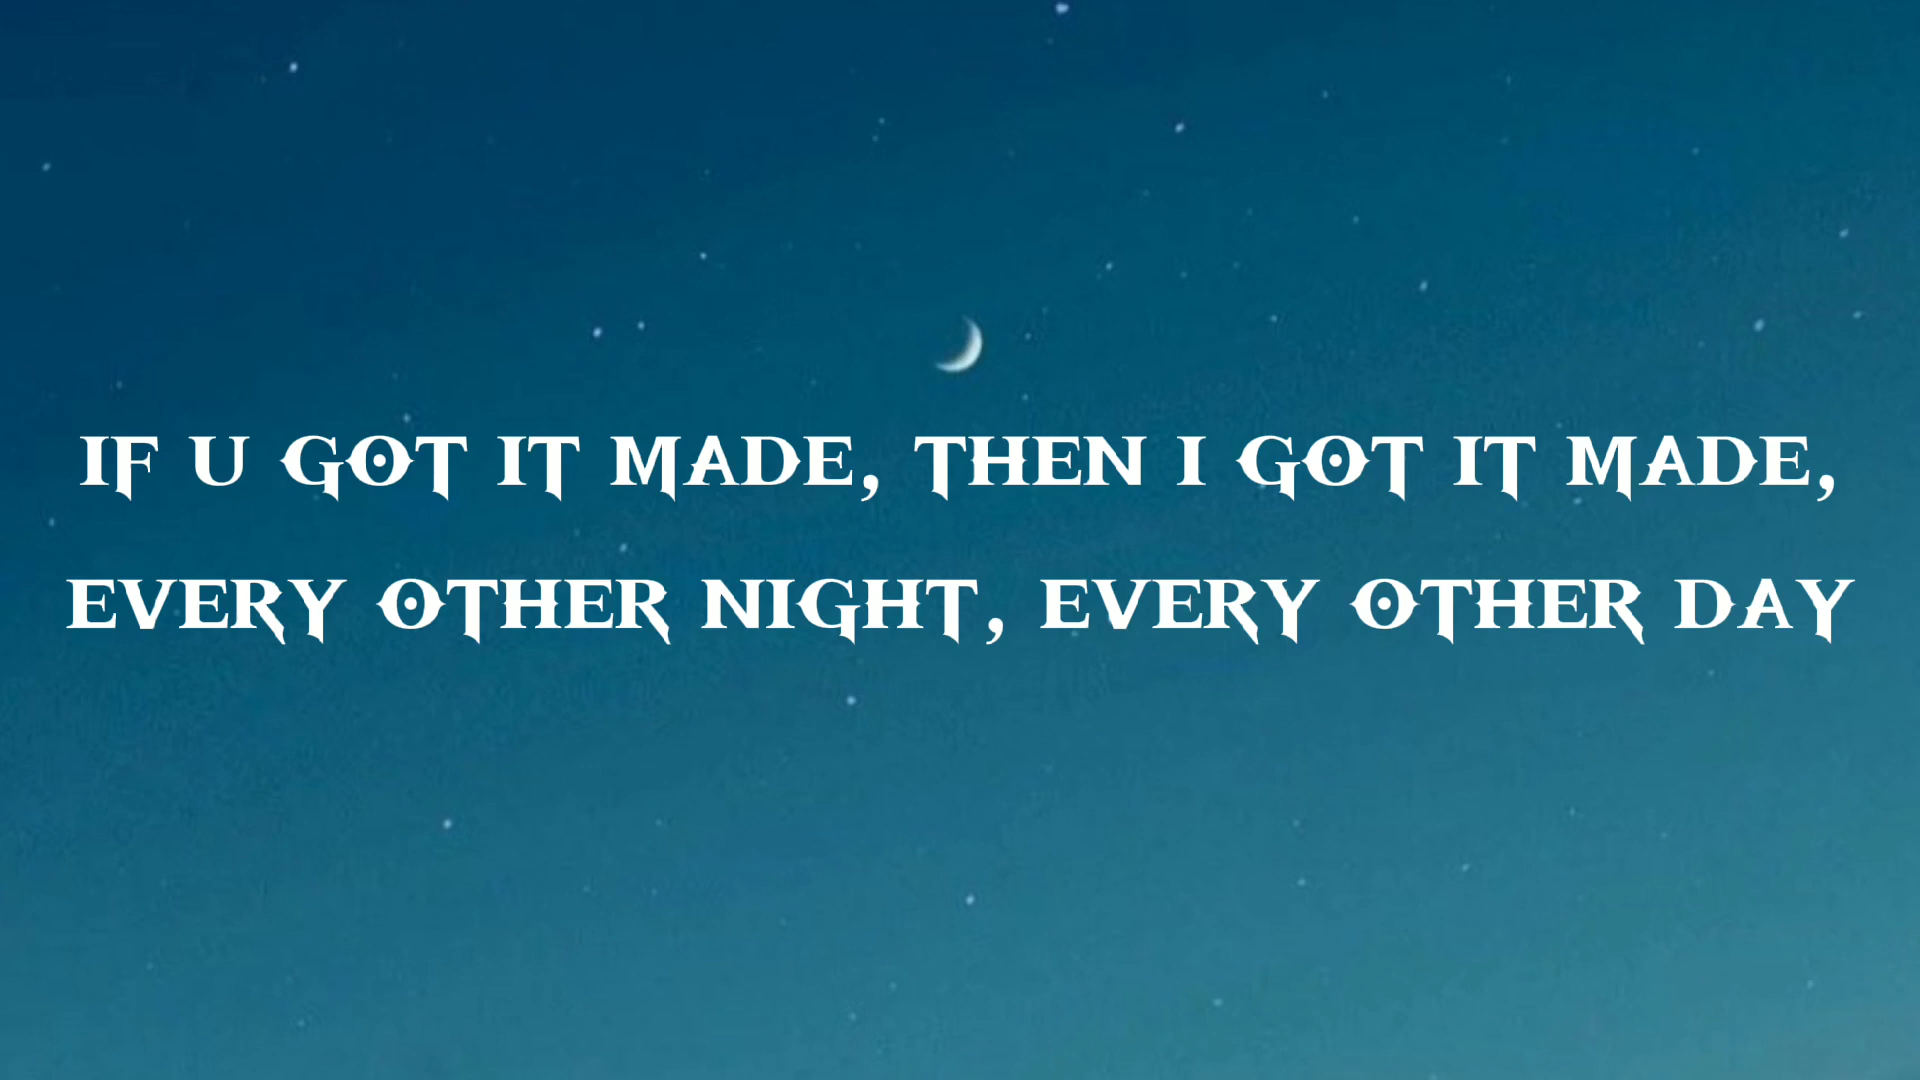 IF U GOT IT MADE, THEN I GOT IT MADE,
EVERY OTHER NIGHT, EVERY OTHER DAY